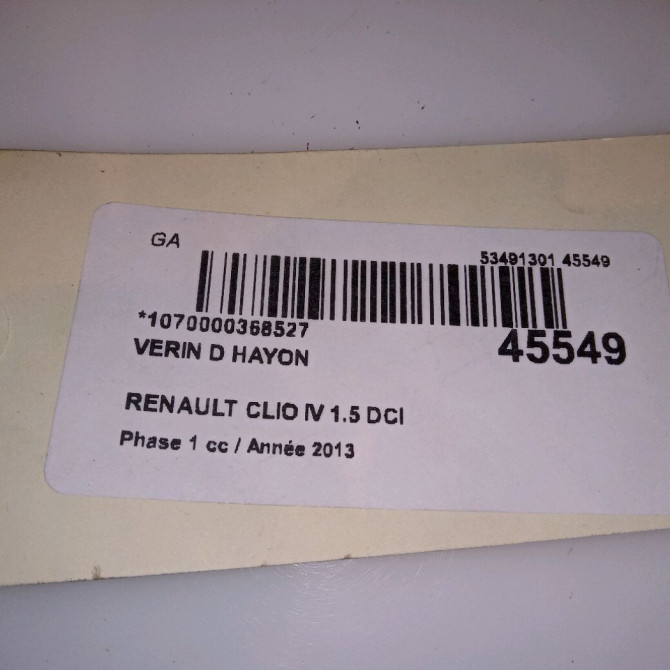 GA
53491301 45549
*1070000368527
45549
VERIN D HAYON
RENAULT CLIO IV 1.5 DCI
Phase 1 cc / Année 2013